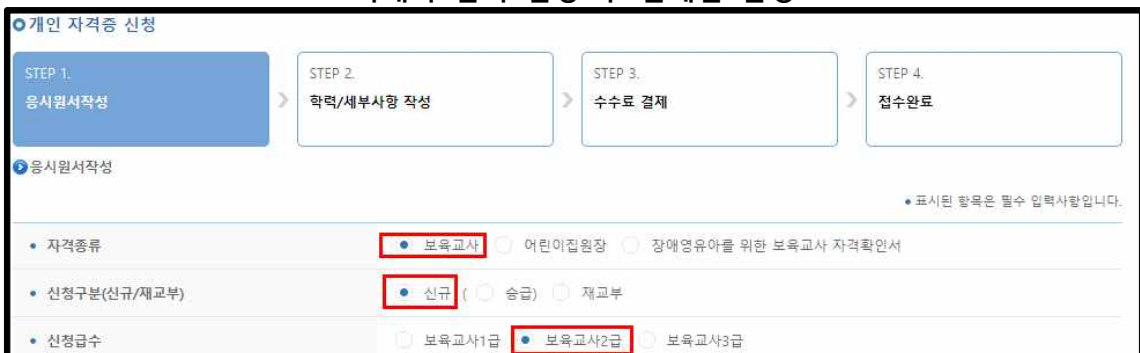 개인 자격증 신청
STEP 1.
응시원서작성
STEP 2.
학력/세부사항 작성
STEP 3.
수수료 결제
STEP 4.
접수완료
응시원서작성
• 표시된 항목은 필수 입력사항입니다.
• 자격종류 보육교사 어린이집원장 장애영유아를 위한 보육교사 자격확인서
• 신청구분(신규/재교부) 신규 ( 승급) 재교부
• 신청급수 보육교사1급 보육교사2급 보육교사3급